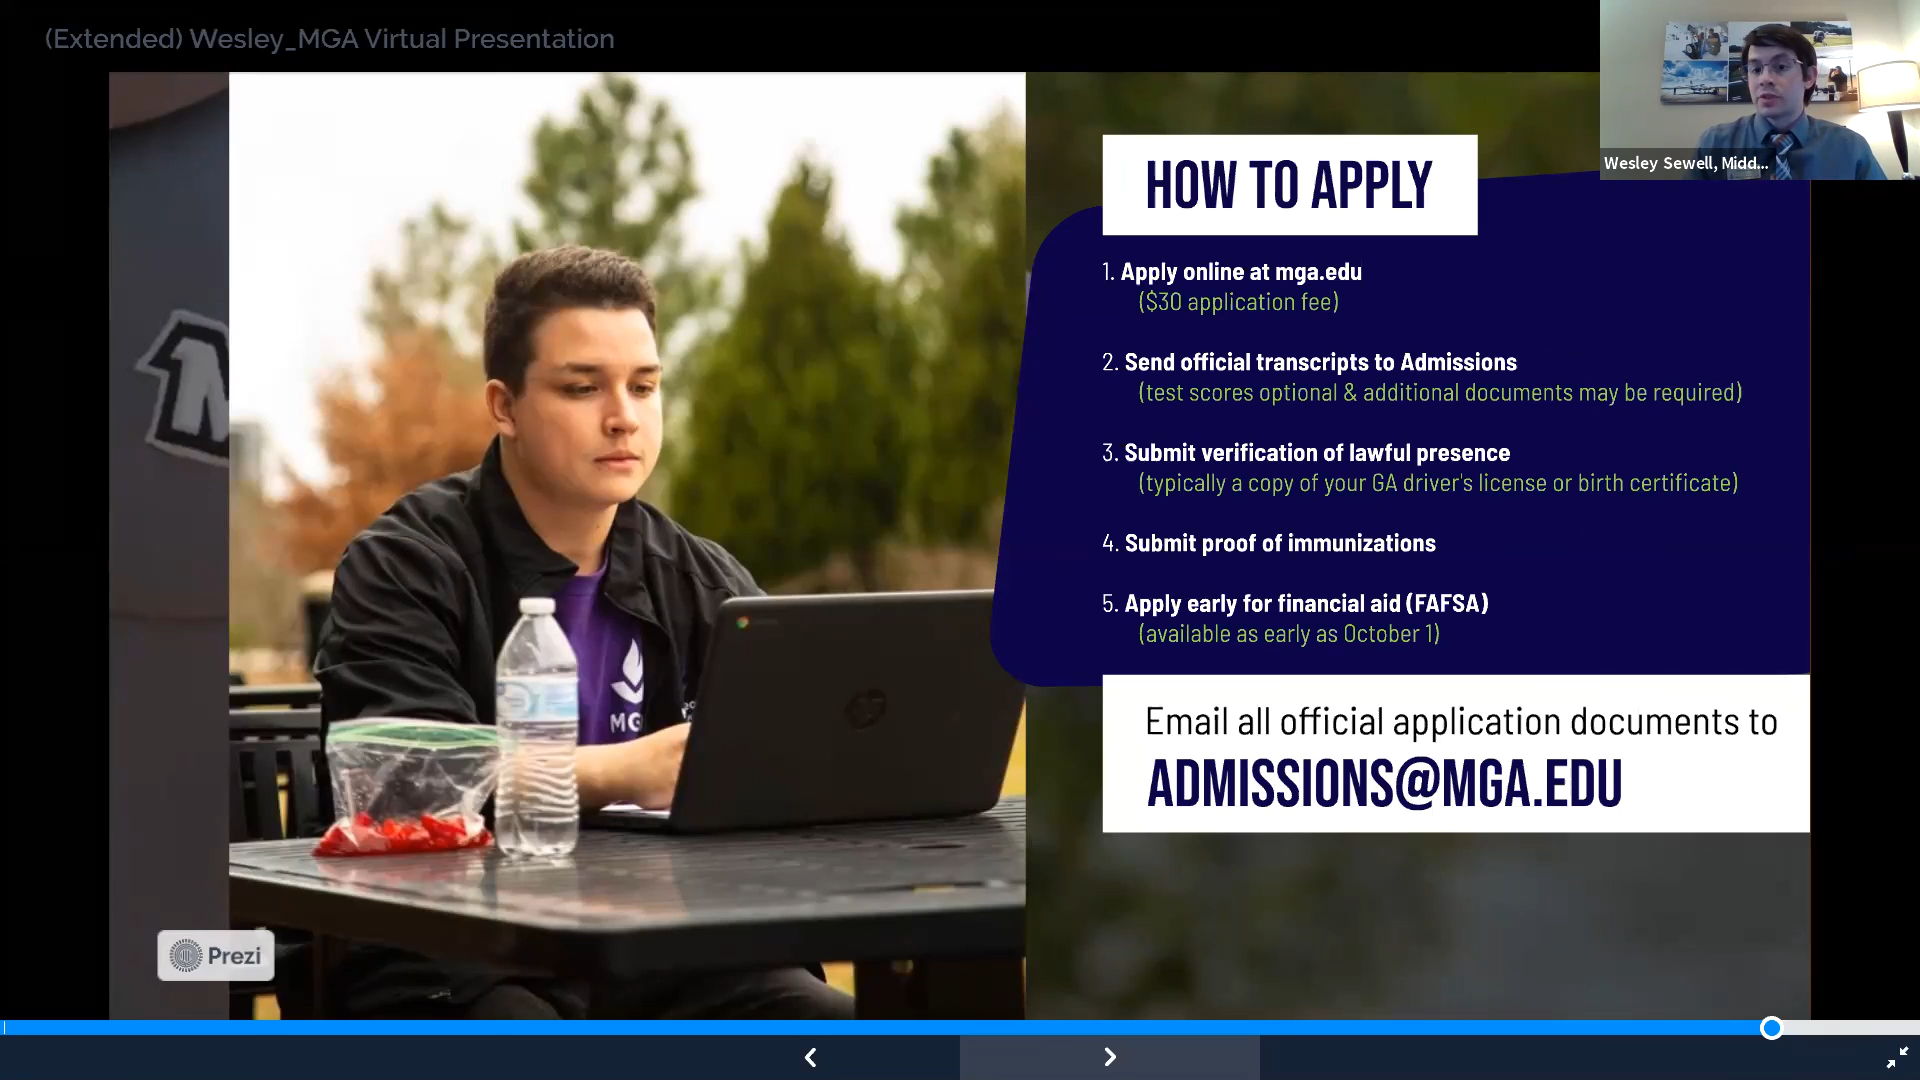 (Extended) Wesley_MGA Virtual Presentation
Wesley Sewell, Midd...
HOW TO APPLY
1. Apply online at mga.edu
($30 application fee)
2. Send official transcripts to Admissions
(test scores optional & additional documents may be required)
3. Submit verification of lawful presence
(typically a copy of your GA driver's license or birth certificate)
4. Submit proof of immunizations
5. Apply early for financial aid (FAFSA)
(available as early as October 1)
Email all official application documents to
ADMISSIONS@MGA.EDU
Prezi